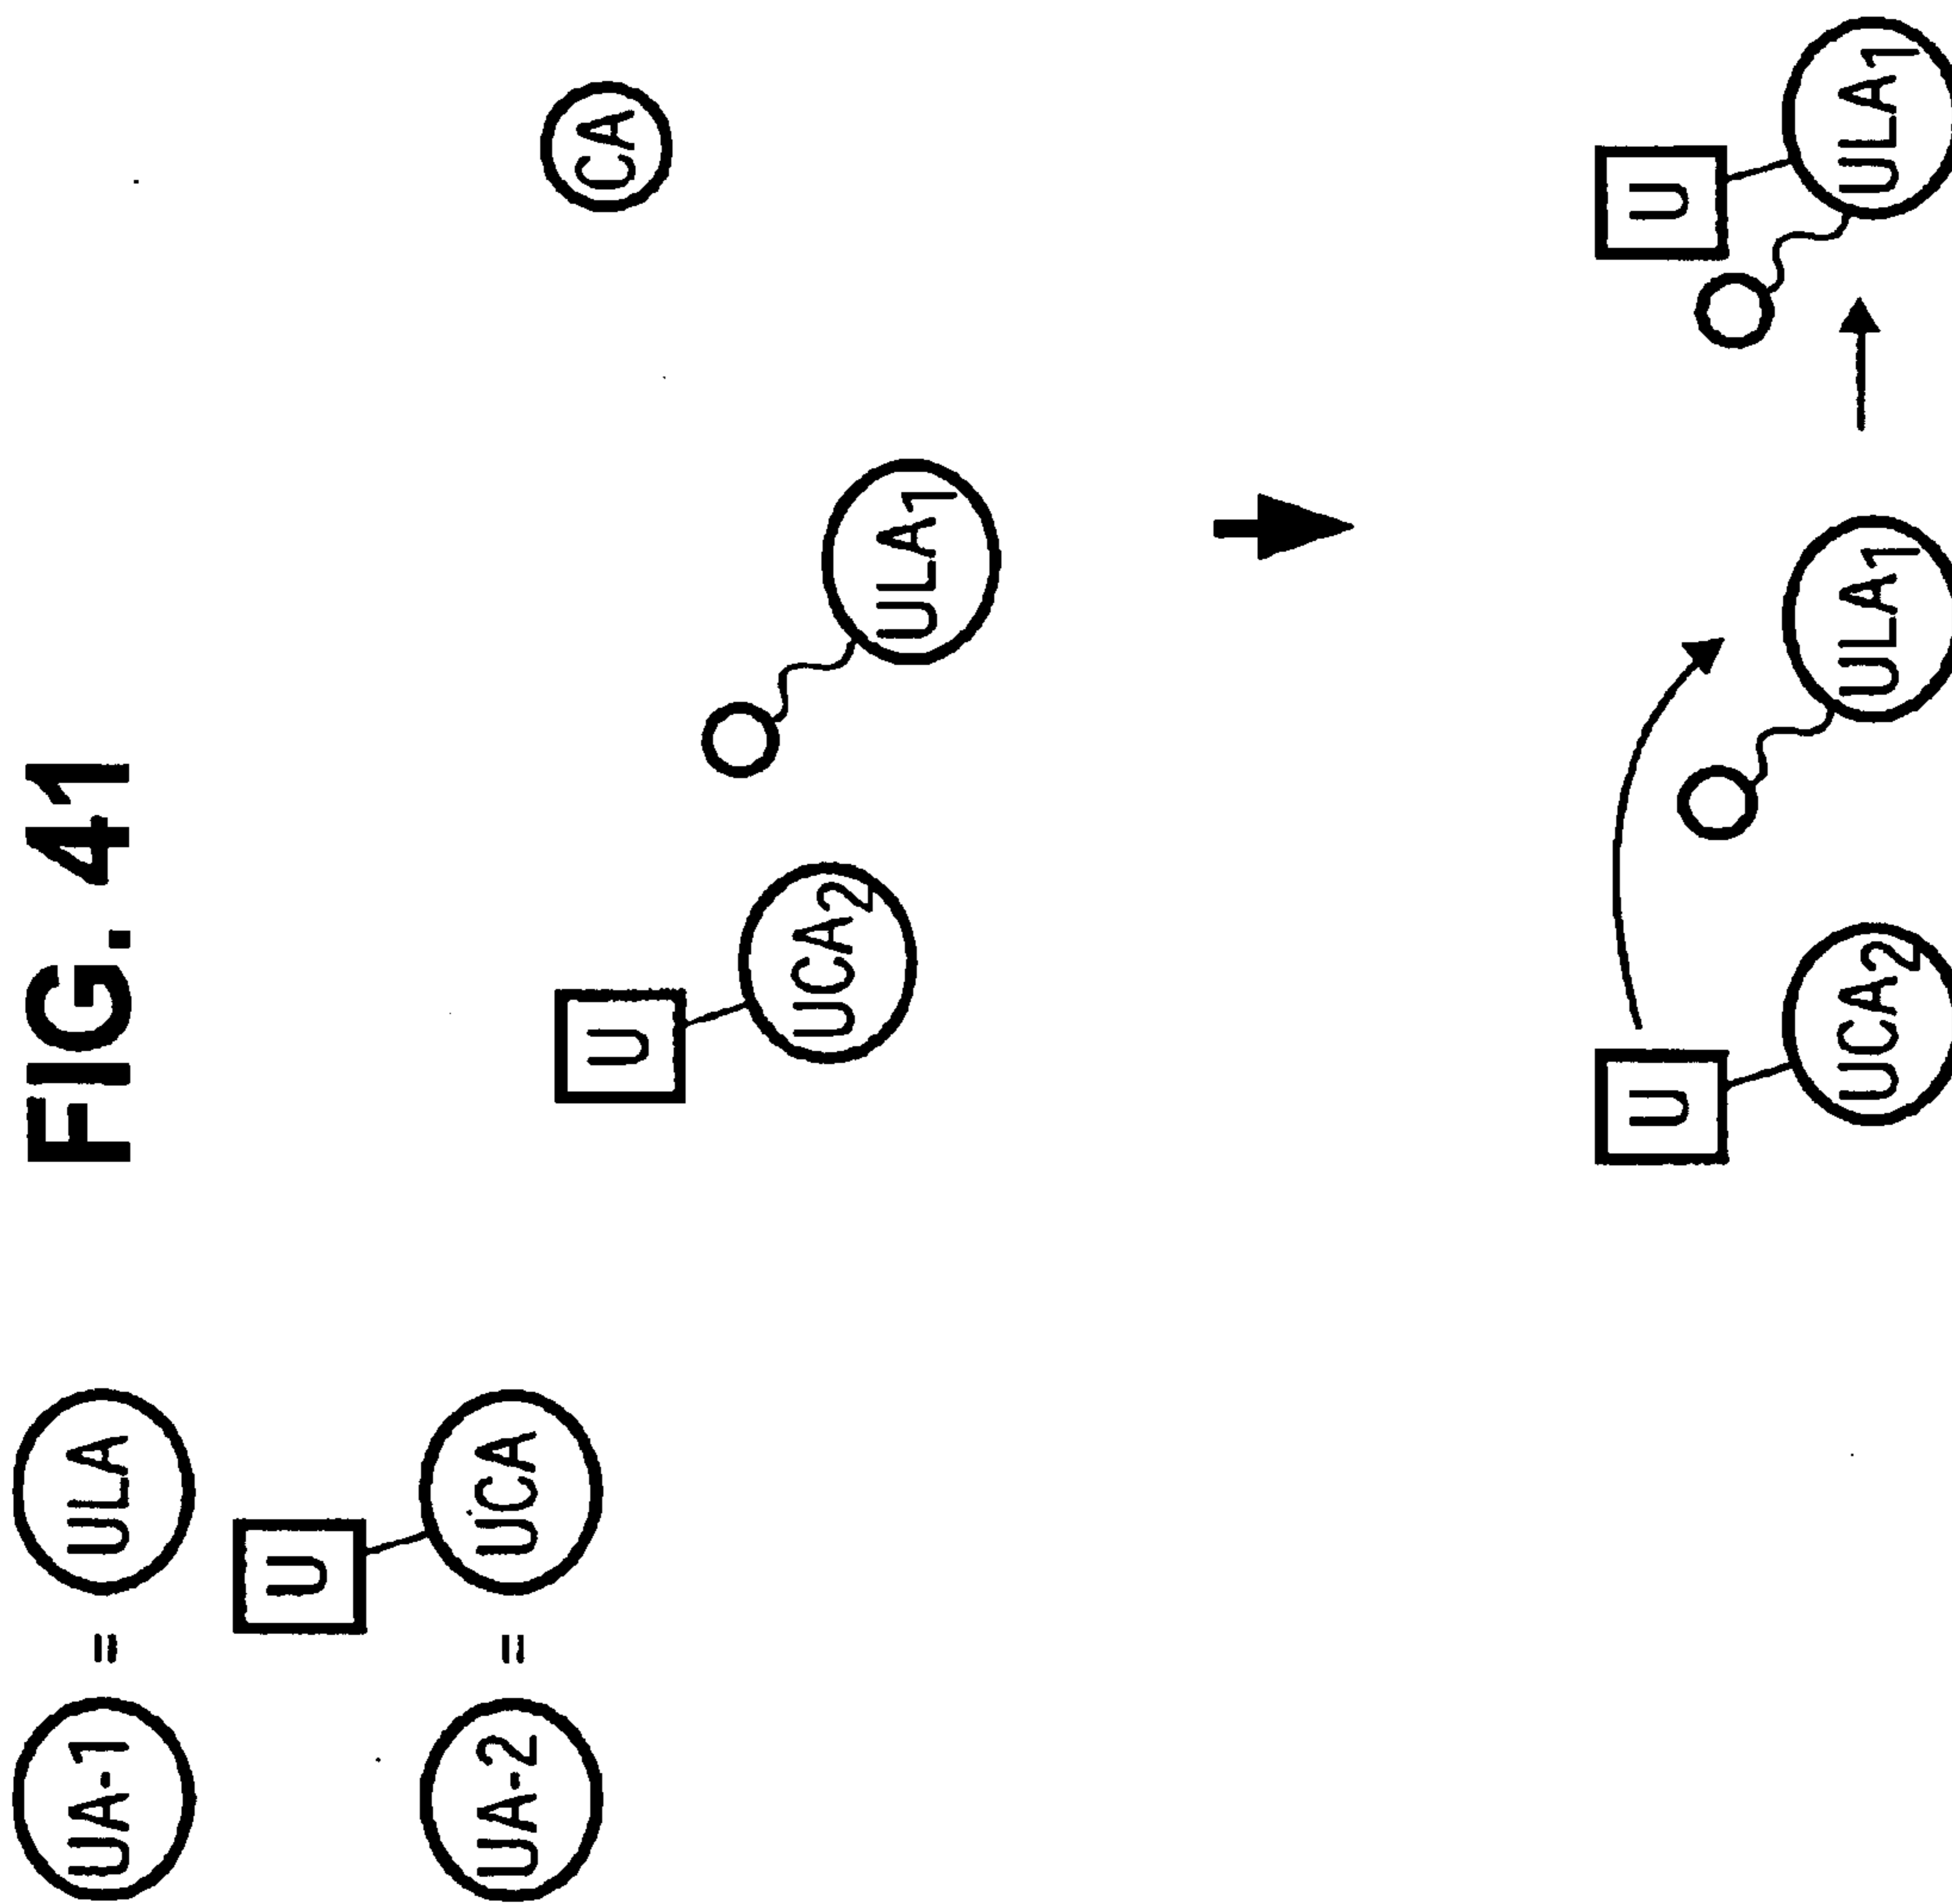 FIG. 41
UA-1 = ULA
U
UA-2 = UCA
CA
U
UCA2
ULA1
U U
UCA2 ULA1 ULA1